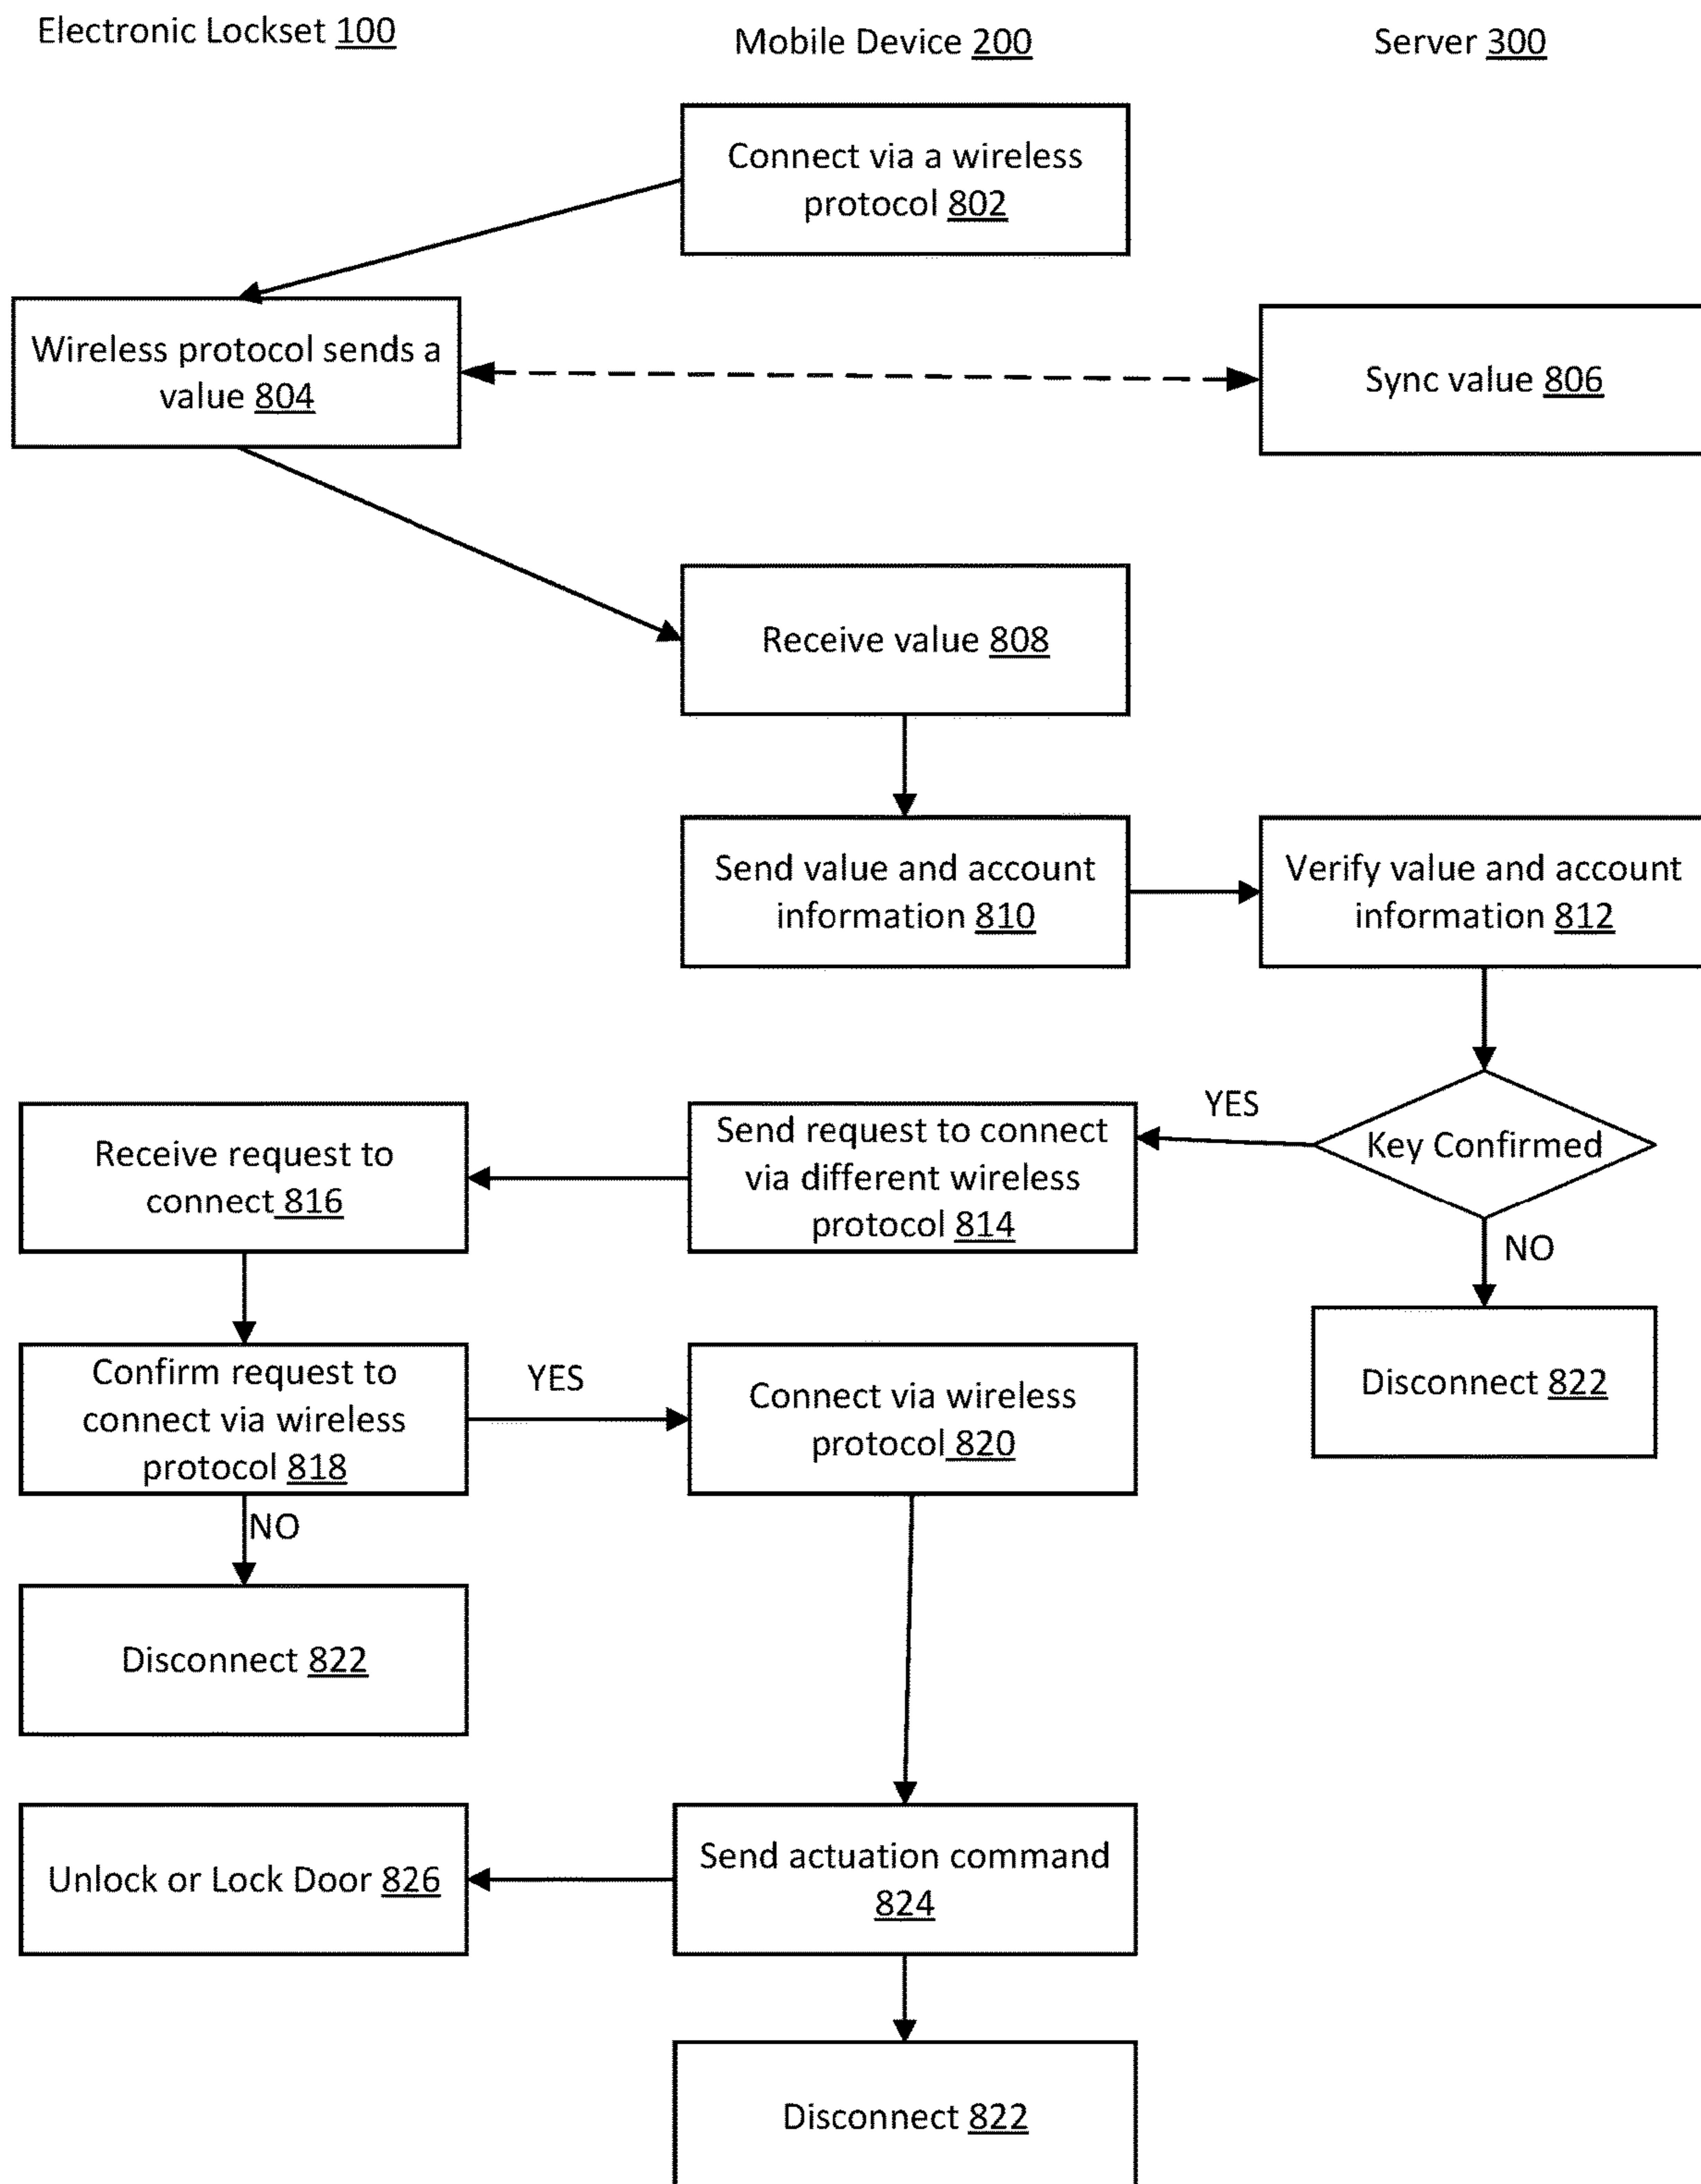 Electronic Lockset 100
Mobile Device 200
Server 300
Connect via a wireless
protocol 802
Wireless protocol sends a
value 804
Sync value 806
Receive value 808
Send value and account
information 810
Verify value and account
information 812
Key Confirmed
YES
NO
Send request to connect
via different wireless
protocol 814
Receive request to
connect 816
Disconnect 822
Confirm request to
connect via wireless
protocol 818
YES
NO
Connect via wireless
protocol 820
Disconnect 822
Send actuation command
824
Unlock or Lock Door 826
Disconnect 822